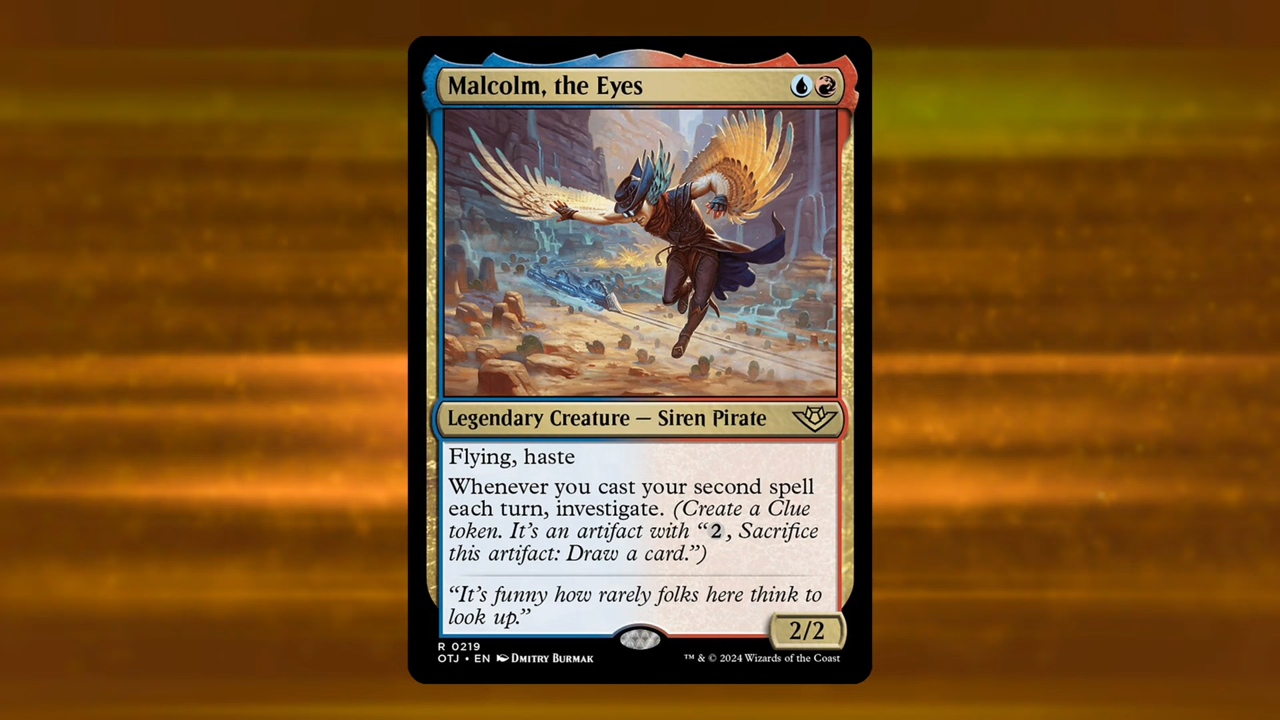 Malcolm, the Eyes
Legendary Creature — Siren Pirate
Flying, haste
Whenever you cast your second spell
each turn, investigate. (Create a Clue
token. It's an artifact with “2, Sacrifice
this artifact: Draw a card.”)
“It's funny how rarely folks here think to
look up.”
2/2
R 0219
OTJ • EN Dmitry Burmak
™ & © 2024 Wizards of the Coast